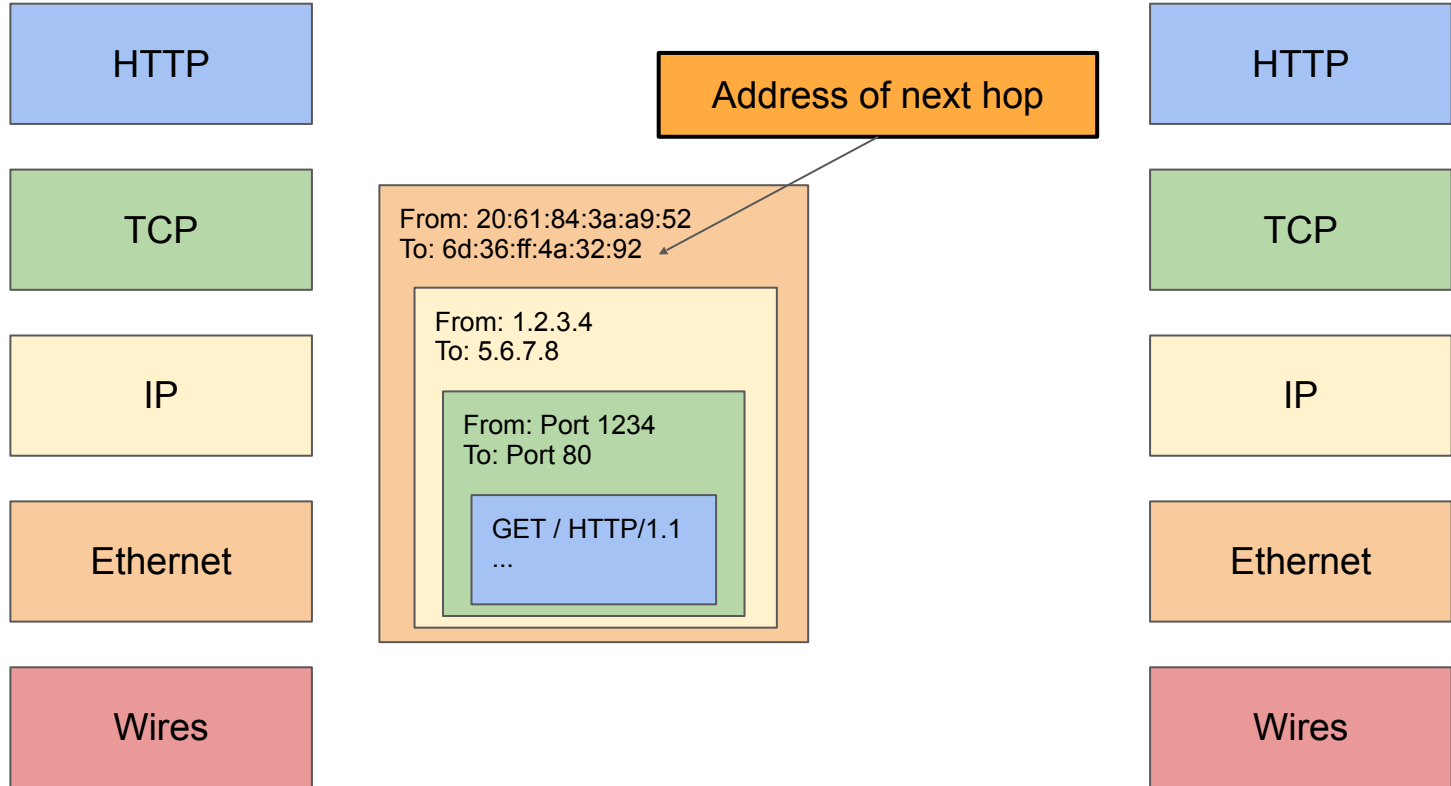 HTTP
TCP
IP
Ethernet
Wires
Address of next hop
From: 20:61:84:3a:a9:52
To: 6d:36:ff:4a:32:92
From: 1.2.3.4
To: 5.6.7.8
From: Port 1234
To: Port 80
GET / HTTP/1.1
...
HTTP
TCP
IP
Ethernet
Wires